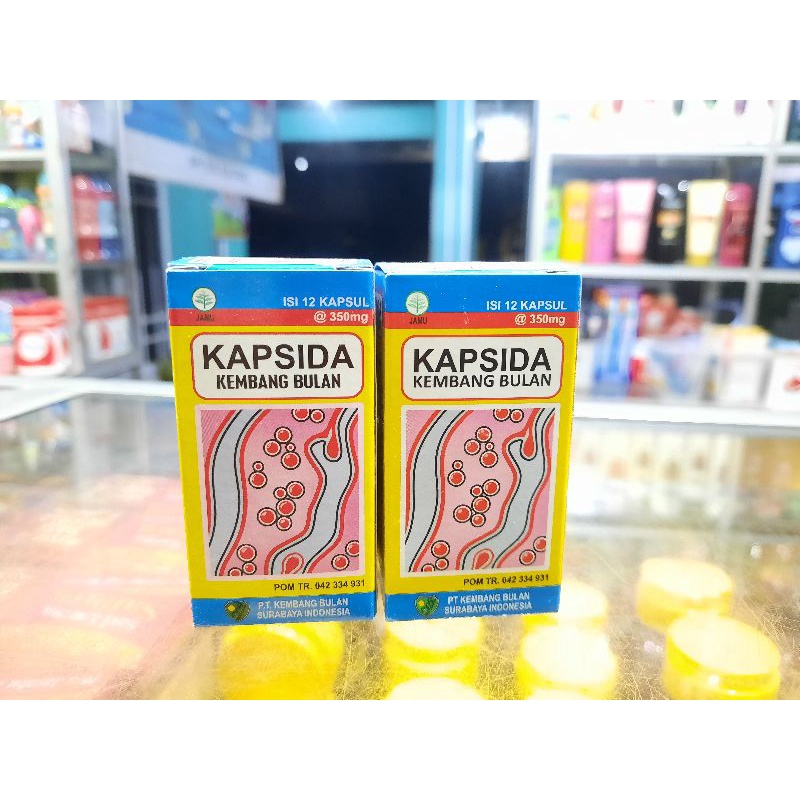 JAMU
ISI 12 KAPSUL
@ 350mg
KAPSIDA
KEMBANG BULAN
POM TR. 042 334 931
P.T. KEMBANG BULAN
SURABAYA INDONESIA
JAMU
ISI 12 KAPSUL
@ 350mg
KAPSIDA
KEMBANG BULAN
POM TR. 042 334 931
PT KEMBANG BULAN
SURABAYA INDONESIA